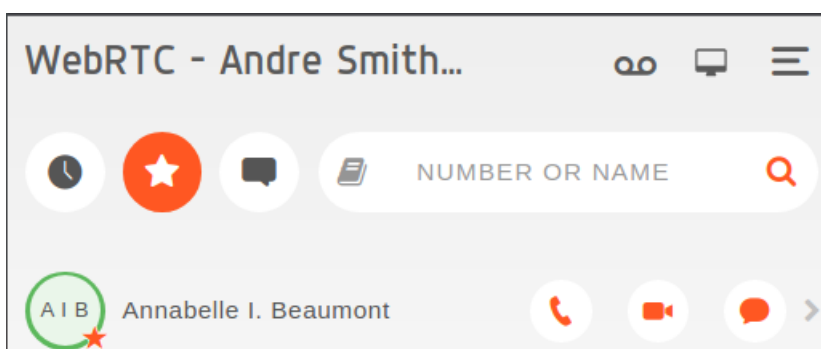 WebRTC - Andre Smith...
NUMBER OR NAME
A I B
Annabelle I. Beaumont